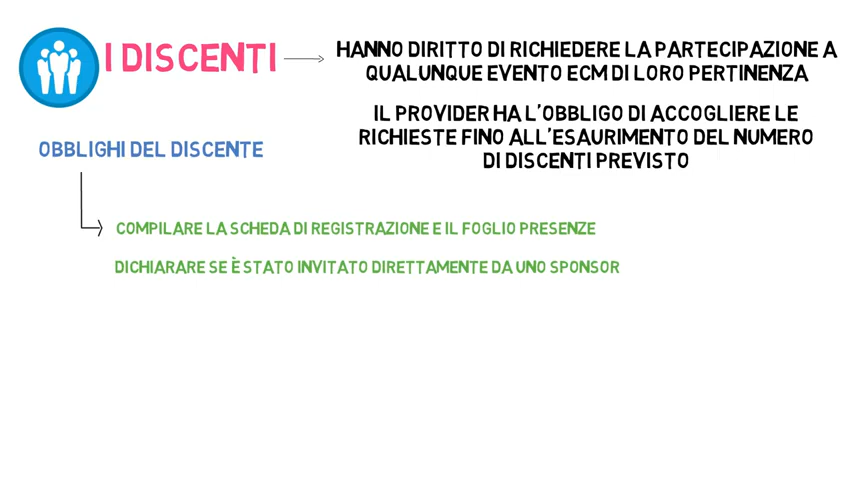 I DISCENTI
HANNO DIRITTO DI RICHIEDERE LA PARTECIPAZIONE A
QUALUNQUE EVENTO ECM DI LORO PERTINENZA
IL PROVIDER HA L'OBBLIGO DI ACCOGLIERE LE
RICHIESTE FINO ALL'ESAURIMENTO DEL NUMERO
DI DISCENTI PREVISTO
OBBLIGHI DEL DISCENTE
COMPILARE LA SCHEDA DI REGISTRAZIONE E IL FOGLIO PRESENZE
DICHIARARE SE È STATO INVITATO DIRETTAMENTE DA UNO SPONSOR